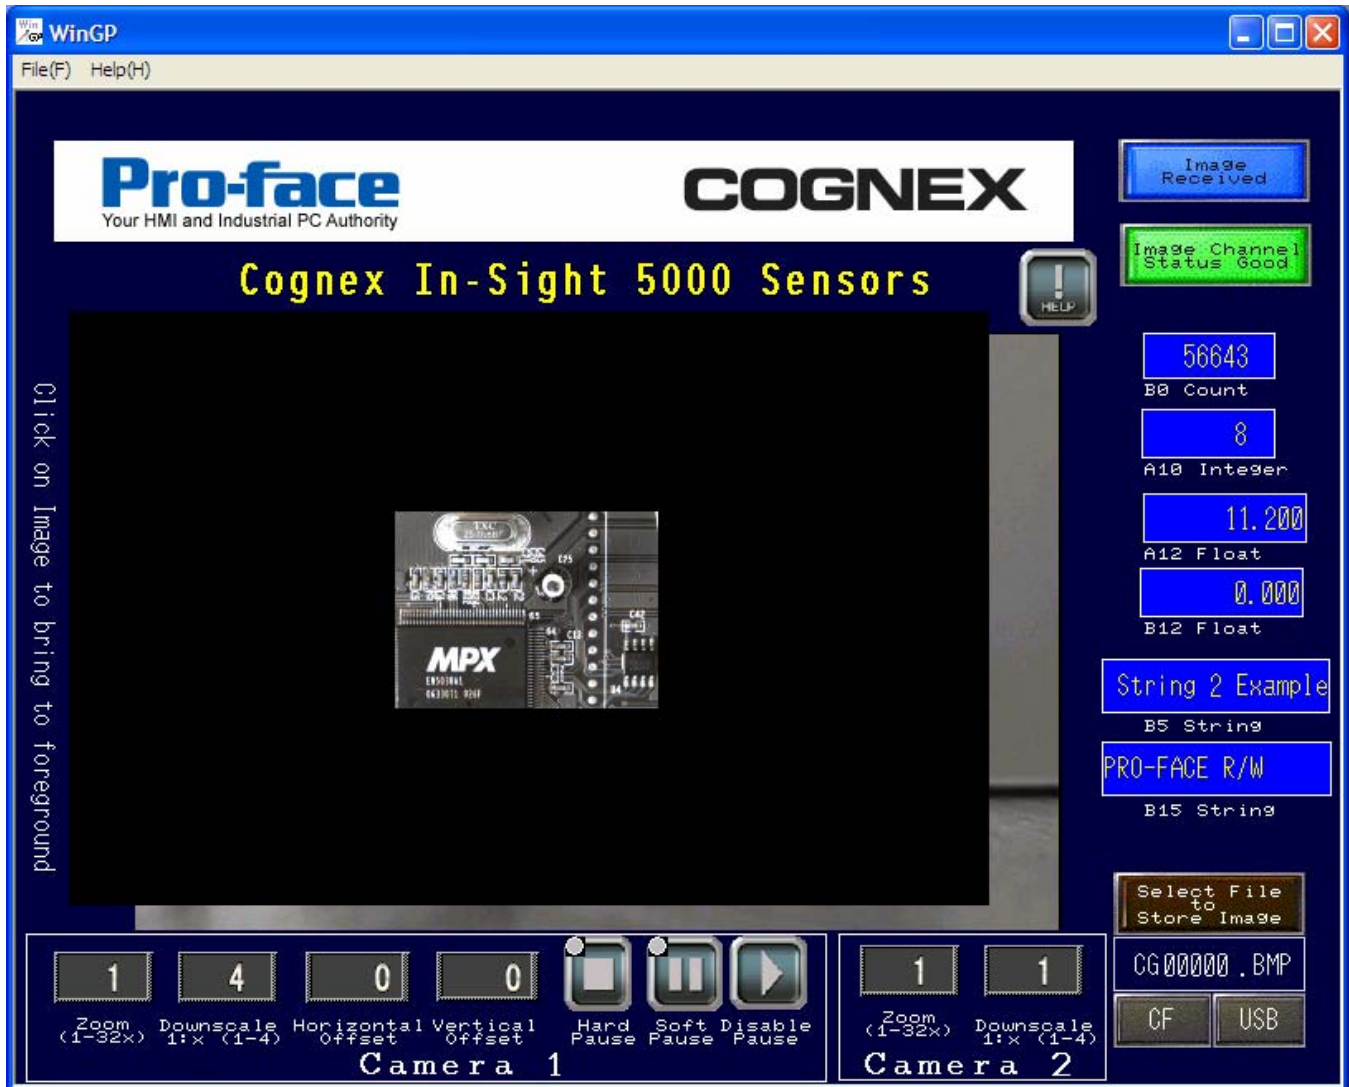 WinGP
File(F) Help(H)
Pro-face
Your HMI and Industrial PC Authority
COGNEX
Image
Received
Image Channel
Status Good
Cognex In-Sight 5000 Sensors
!
HELP
Click on Image to bring to foreground
56643
B0 Count
8
A10 Integer
11.200
A12 Float
0.000
B12 Float
String 2 Example
B5 String
PRO-FACE R/W
B15 String
TXC
C25
C42
C13
MPX
Select File
to
Store Image
CG00000.BMP
CF
USB
1
4
0
0
Zoom
(1-32x)
Downscale
1:x (1-4)
Horizontal
Offset
Vertical
Offset
Hard
Pause
Soft
Pause
Disable
Pause
Camera 1
1
1
Zoom
(1-32x)
Downscale
1:x (1-4)
Camera 2